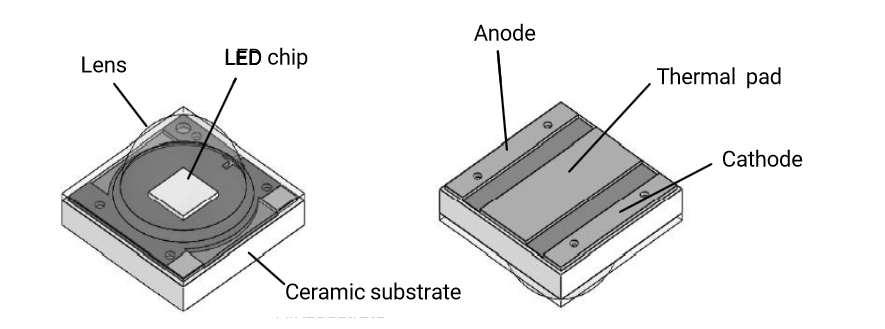 Anode
LED chip
Lens
Thermal pad
Cathode
Ceramic substrate